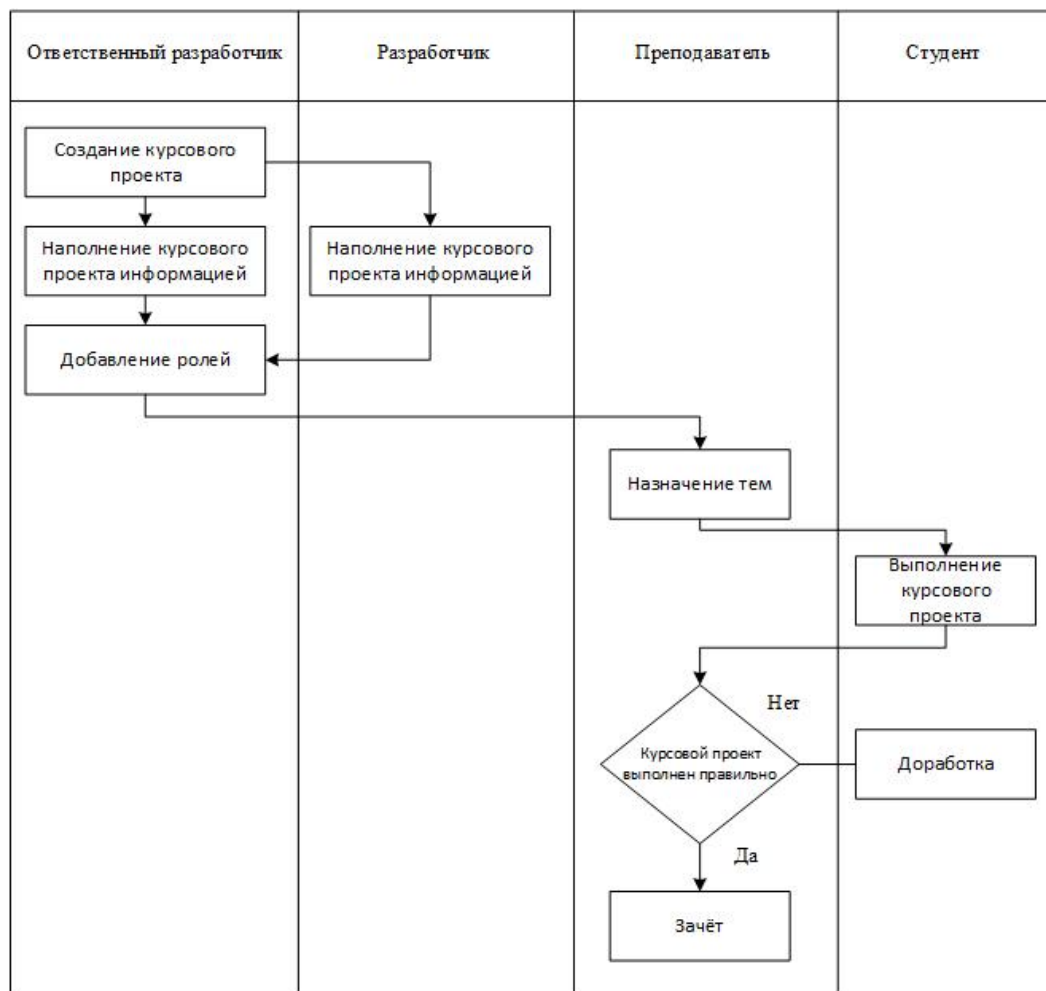 Ответственный разработчик
Разработчик
Преподаватель
Студент
Создание курсового
проекта
Наполнение курсового
проекта информацией
Наполнение курсового
проекта информацией
Добавление ролей
Назначение тем
Выполнение
курсового
проекта
Нет
Курсовой проект
выполнен правильно
Доработка
Да
Зачёт